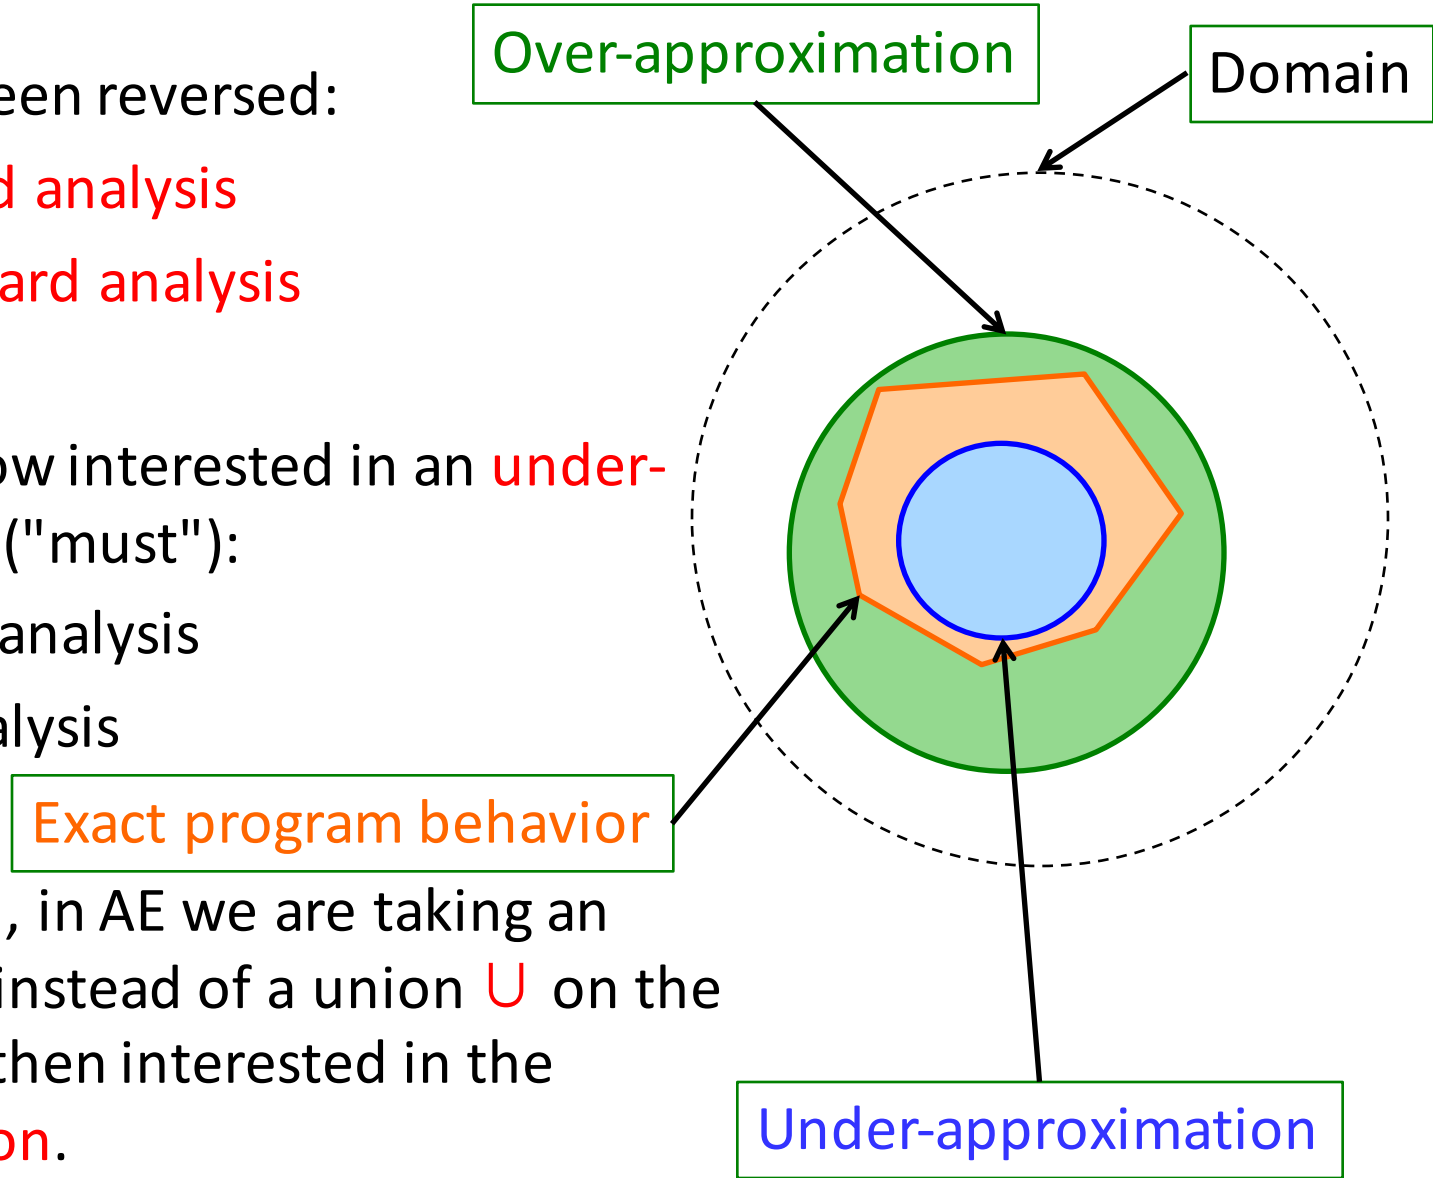 Over-approximation
Domain
een reversed:
d analysis
ard analysis
ow interested in an under-
("must"):
analysis
alysis
Exact program behavior
, in AE we are taking an
instead of a union ∪ on the
then interested in the
on.
Under-approximation